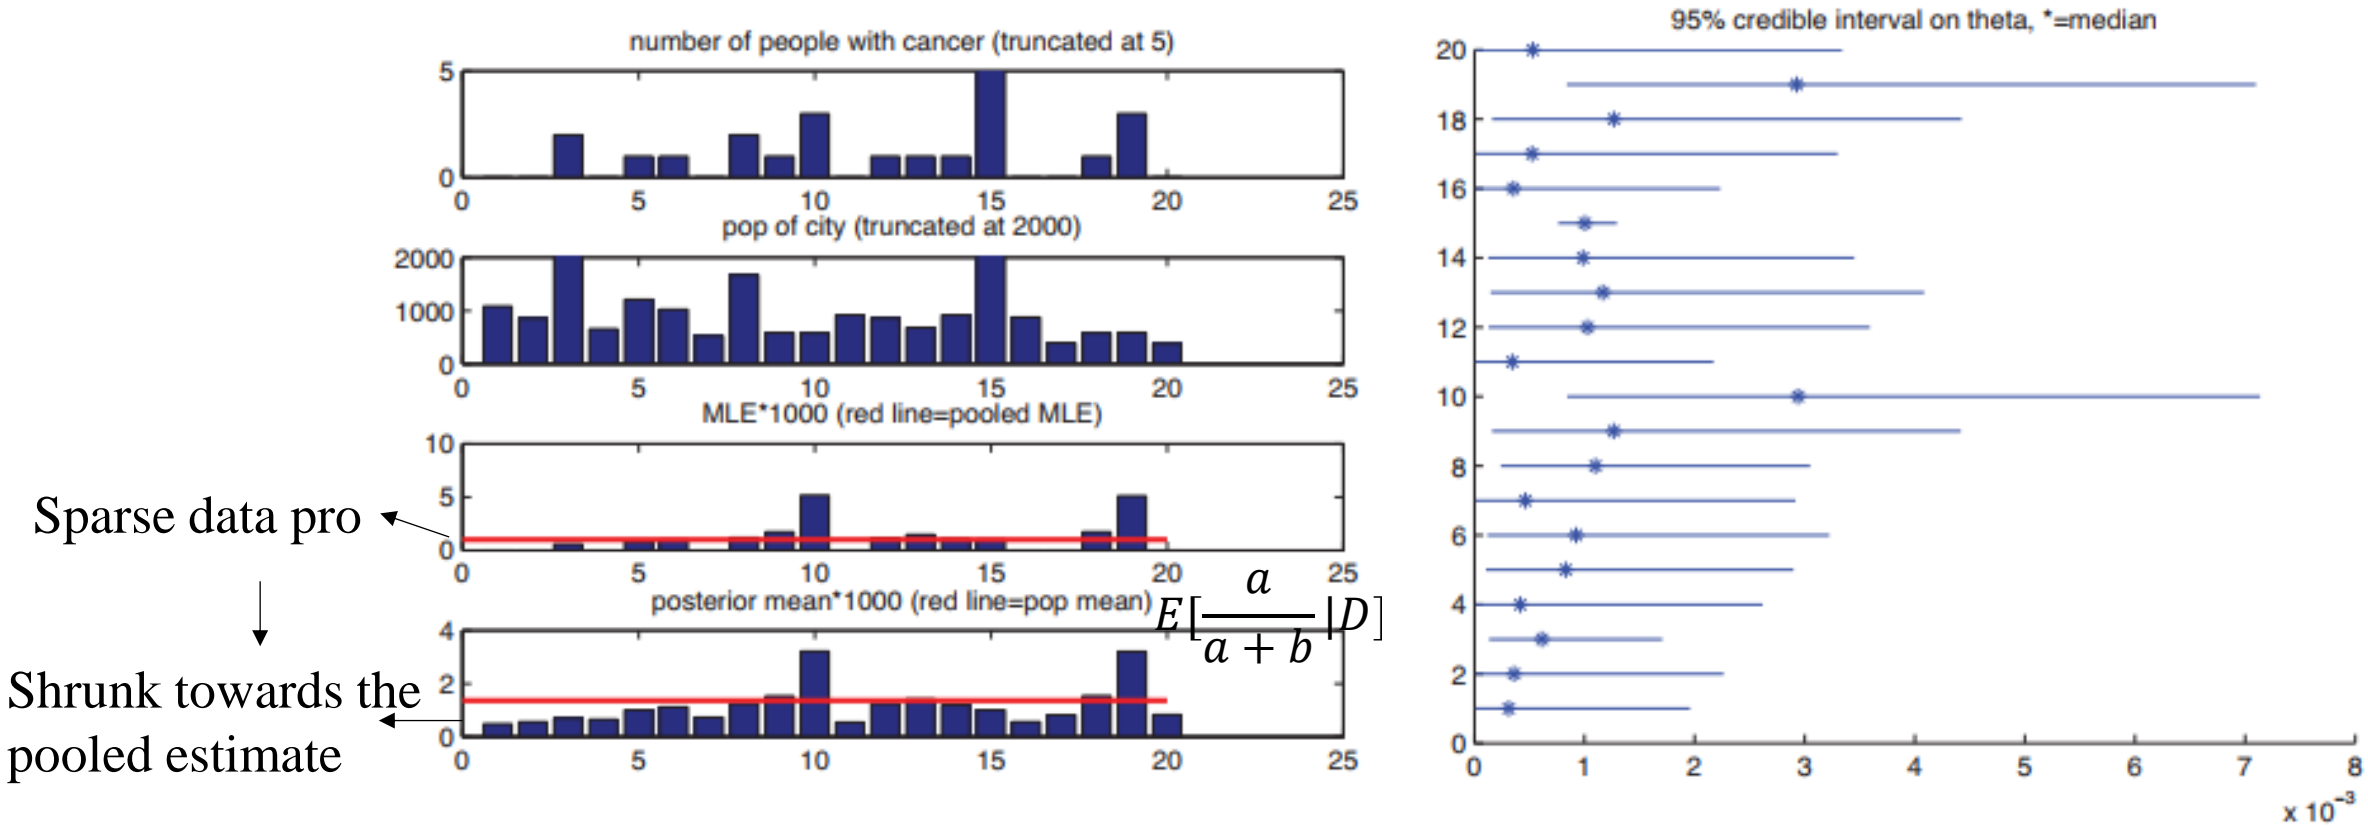 number of people with cancer (truncated at 5)
5
0
0 5 10 15 20 25
pop of city (truncated at 2000)
2000
1000
0
0 5 10 15 20 25
MLE*1000 (red line=pooled MLE)
10
5
0
0 5 10 15 20 25
posterior mean*1000 (red line=pop mean)
4
2
0
0 5 10 15 20 25
Sparse data pro
Shrunk towards the
pooled estimate
E[a/(a + b)|D]
95% credible interval on theta, *=median
20
18
16
14
12
10
8
6
4
2
0
0 1 2 3 4 5 6 7 8
x 10⁻³